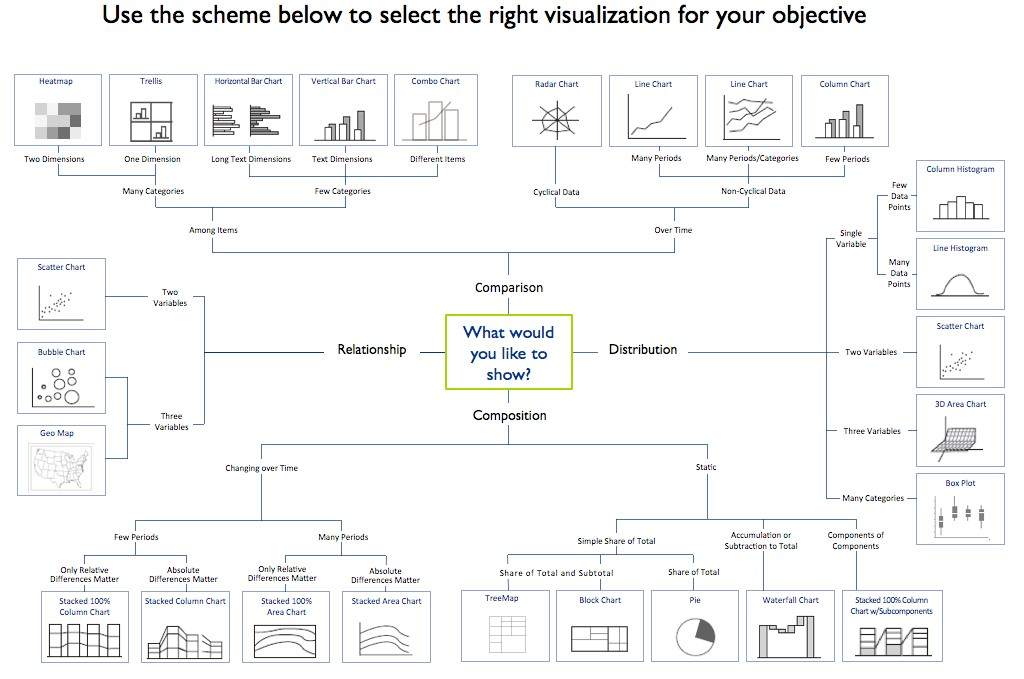 Use the scheme below to select the right visualization for your objective
Heatmap
Trellis
Horizontal Bar Chart
Vertical Bar Chart
Combo Chart
Radar Chart
Line Chart
Line Chart
Column Chart
Two Dimensions
One Dimension
Long Text Dimensions
Text Dimensions
Different Items
Many Periods
Many Periods/Categories
Few Periods
Many Categories
Few Categories
Cyclical Data
Non-Cyclical Data
Among Items
Over Time
Column Histogram
Few
Data
Points
Single
Variable
Line Histogram
Many
Data
Points
Comparison
Scatter Chart
Two
Variables
Relationship
What would
you like to
show?
Distribution
Two Variables
Scatter Chart
Bubble Chart
Three
Variables
Geo Map
Three Variables
3D Area Chart
Composition
Many Categories
Box Plot
Changing over Time
Static
Few Periods
Many Periods
Simple Share of Total
Accumulation or
Subtraction to Total
Components of
Components
Only Relative
Differences Matter
Absolute
Differences Matter
Only Relative
Differences Matter
Absolute
Differences Matter
Share of Total and Subtotal
Share of Total
Stacked 100%
Column Chart
Stacked Column Chart
Stacked 100%
Area Chart
Stacked Area Chart
TreeMap
Block Chart
Pie
Waterfall Chart
Stacked 100% Column
Chart w/Subcomponents